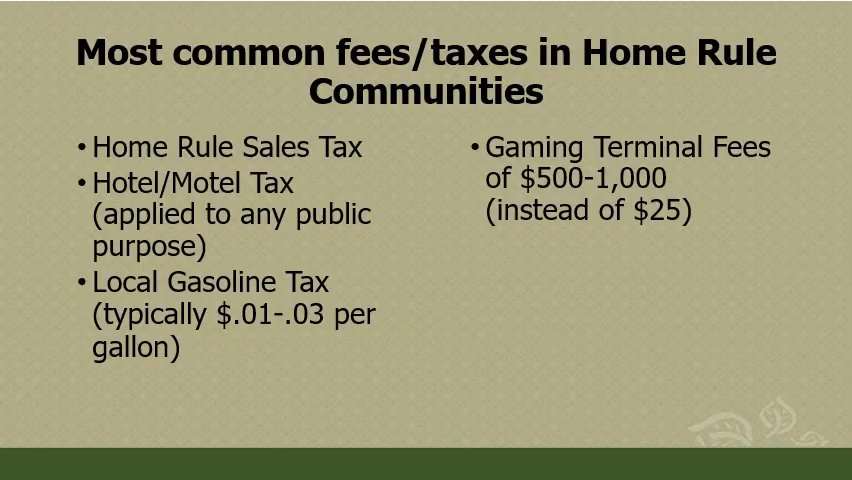 Most common fees/taxes in Home Rule
Communities
• Home Rule Sales Tax
• Hotel/Motel Tax
(applied to any public
purpose)
• Local Gasoline Tax
(typically $.01-.03 per
gallon)
• Gaming Terminal Fees
of $500-1,000
(instead of $25)